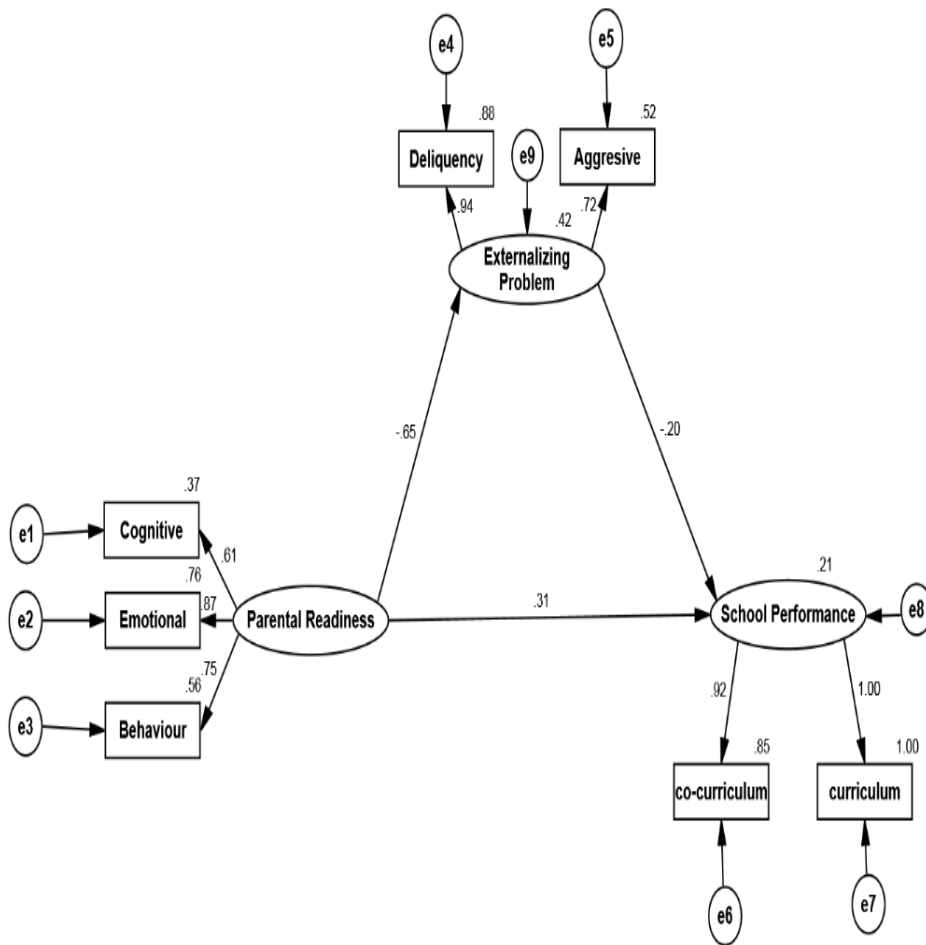 e4
e5
.88
.52
Deliquency
e9
Aggresive
.94
.42
.72
Externalizing
Problem
-.65
-.20
.37
e1
Cognitive
.61
.76
.21
e2
Emotional
.87
Parental Readiness
.31
School Performance
e8
.75
.56
e3
Behaviour
.92
1.00
.85
1.00
co-curriculum
curriculum
e6
e7